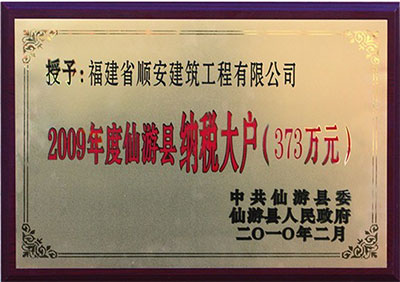 授予：福建省顺安建筑工程有限公司
2009年度仙游县纳税大户（373万元）
中共仙游县委
仙游县人民政府
二〇一〇年二月